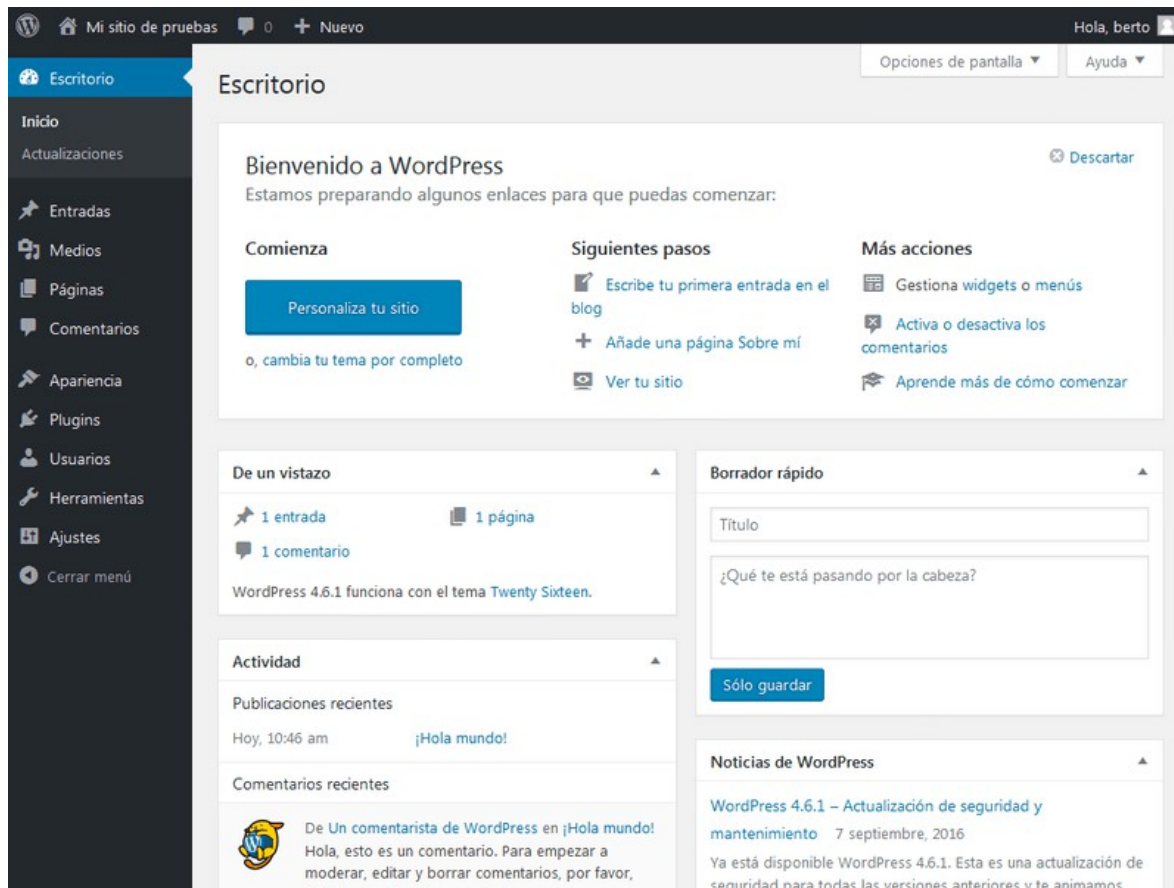 Mi sitio de pruebas 0 + Nuevo Hola, berto
Opciones de pantalla ▼ Ayuda ▼
Escritorio
Inicio
Actualizaciones
Entradas
Medios
Páginas
Comentarios
Apariencia
Plugins
Usuarios
Herramientas
Ajustes
Cerrar menú
Escritorio
Bienvenido a WordPress
Descartar
Estamos preparando algunos enlaces para que puedas comenzar:
Comienza
Personaliza tu sitio
o, cambia tu tema por completo
Siguientes pasos
Escribe tu primera entrada en el
blog
Añade una página Sobre mí
Ver tu sitio
Más acciones
Gestiona widgets o menús
Activa o desactiva los
comentarios
Aprende más de cómo comenzar
De un vistazo
1 entrada 1 página
1 comentario
WordPress 4.6.1 funciona con el tema Twenty Sixteen.
Actividad
Publicaciones recientes
Hoy, 10:46 am ¡Hola mundo!
Comentarios recientes
De Un comentarista de WordPress en ¡Hola mundo!
Hola, esto es un comentario. Para empezar a
moderar, editar y borrar comentarios, por favor,
Borrador rápido
Título
¿Qué te está pasando por la cabeza?
Sólo guardar
Noticias de WordPress
WordPress 4.6.1 – Actualización de seguridad y
mantenimiento 7 septiembre, 2016
Ya está disponible WordPress 4.6.1. Esta es una actualización de
seguridad para todas las versiones anteriores y te animamos